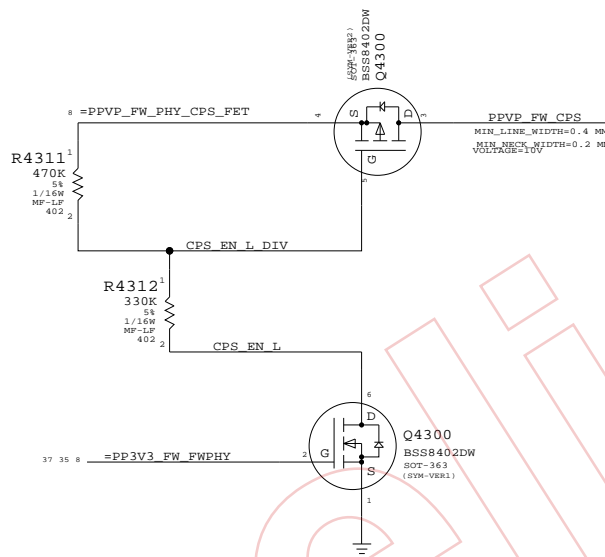 (SYM-VER2)
SOT-363
BSS8402DW
Q4300
8 =PPVP_FW_PHY_CPS_FET
4 S D 3
G
5
PPVP_FW_CPS
MIN_LINE_WIDTH=0.4 MM
MIN_NECK_WIDTH=0.2 MM
VOLTAGE=10V
R4311 1
470K
5%
1/16W
MF-LF
402 2
CPS_EN_L_DIV
R4312 1
330K
5%
1/16W
MF-LF
402 2
CPS_EN_L
6
D
Q4300
BSS8402DW
SOT-363
(SYM-VER1)
2 G
S
1
37 35 8 =PP3V3_FW_FWPHY